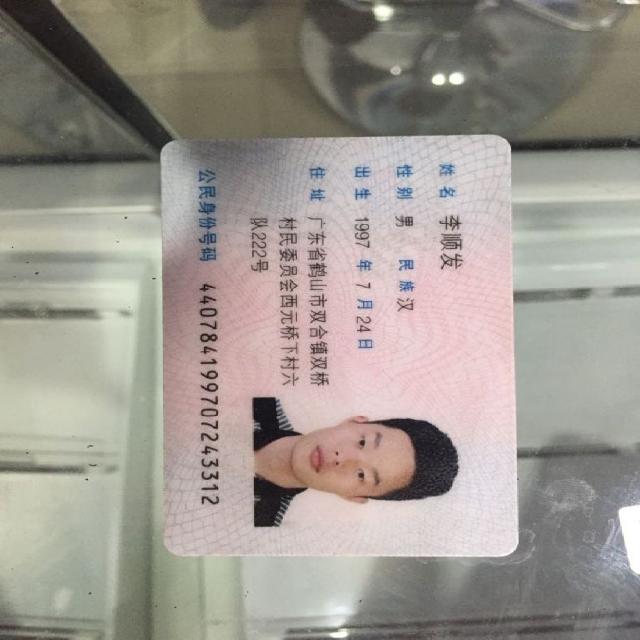 姓名 李顺发
性别 男 民族 汉
出生 1997 年 7 月 24 日
住址 广东省鹤山市双合镇双桥
村民委员会西元桥下村六
队222号
公民身份号码 440784199707243312